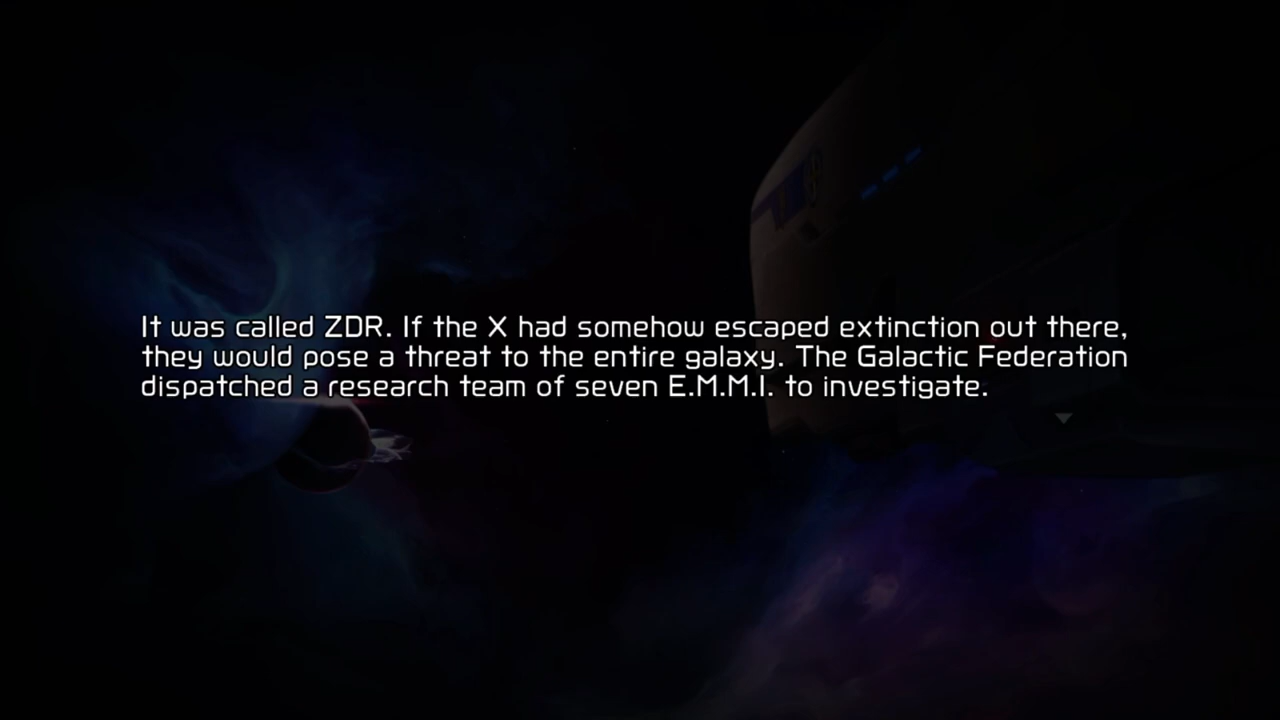 It was called ZDR. If the X had somehow escaped extinction out there,
they would pose a threat to the entire galaxy. The Galactic Federation
dispatched a research team of seven E.M.M.I. to investigate.